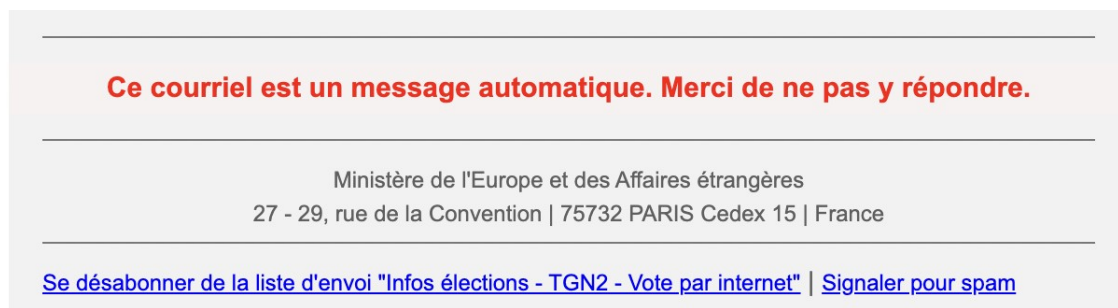 Ce courriel est un message automatique. Merci de ne pas y répondre.
Ministère de l'Europe et des Affaires étrangères
27 - 29, rue de la Convention | 75732 PARIS Cedex 15 | France
Se désabonner de la liste d'envoi "Infos élections - TGN2 - Vote par internet" | Signaler pour spam